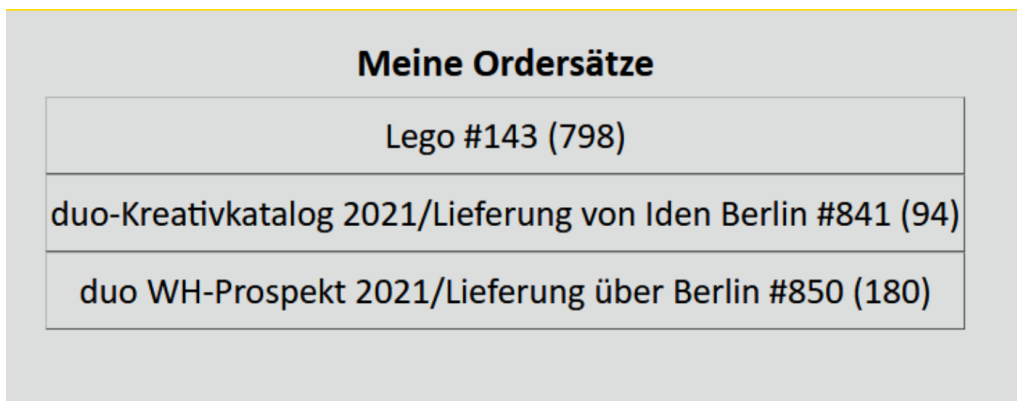 Meine Ordersätze
Lego #143 (798)
duo-Kreativkatalog 2021/Lieferung von Iden Berlin #841 (94)
duo WH-Prospekt 2021/Lieferung über Berlin #850 (180)